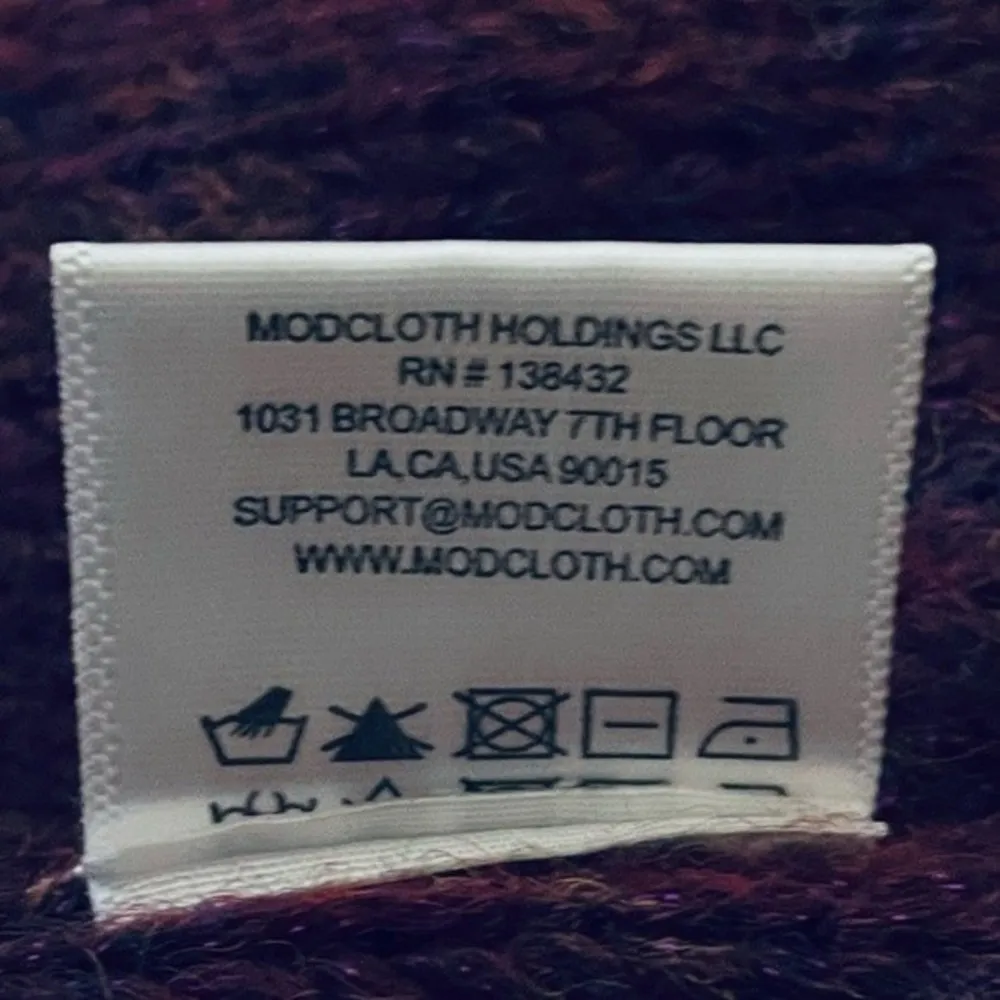 MODCLOTH HOLDINGS LLC
RN # 138432
1031 BROADWAY 7TH FLOOR
LA,CA,USA 90015
SUPPORT@MODCLOTH.COM
WWW.MODCLOTH.COM